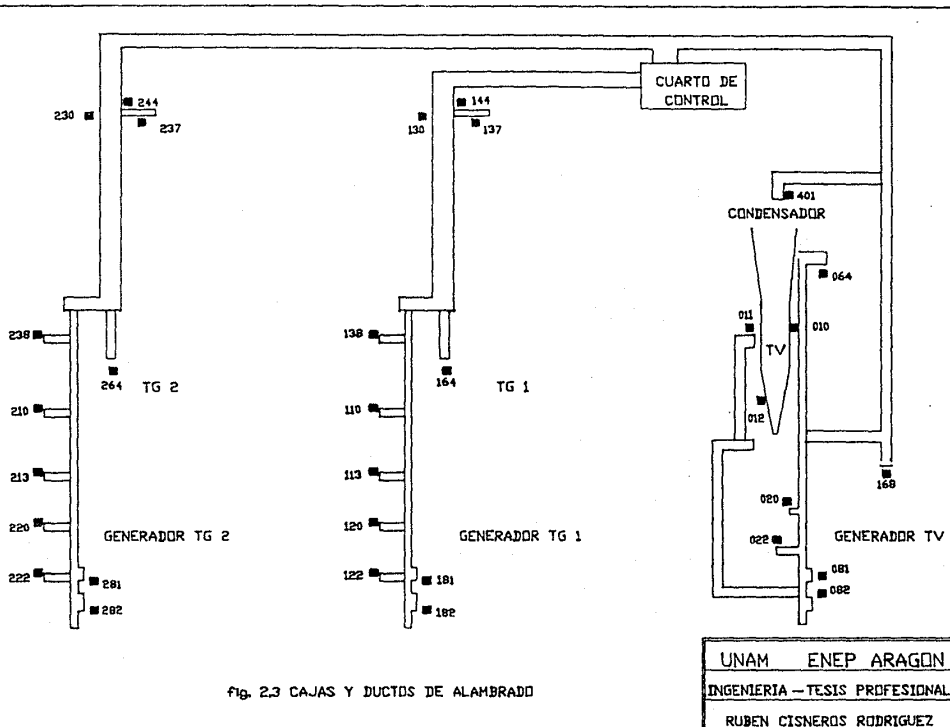 CUARTO DE
CONTROL
230
244
237
130
144
137
401
CONDENSADOR
064
011
010
TV
012
238
264
TG 2
138
164
TG 1
210
110
213
113
168
020
220
GENERADOR TG 2
120
GENERADOR TG 1
022
GENERADOR TV
222
281
282
122
181
182
081
082
fig. 2.3 CAJAS Y DUCTOS DE ALAMBRADO
UNAM ENEP ARAGON
INGENIERIA - TESIS PROFESIONAL
RUBEN CISNEROS RODRIGUEZ